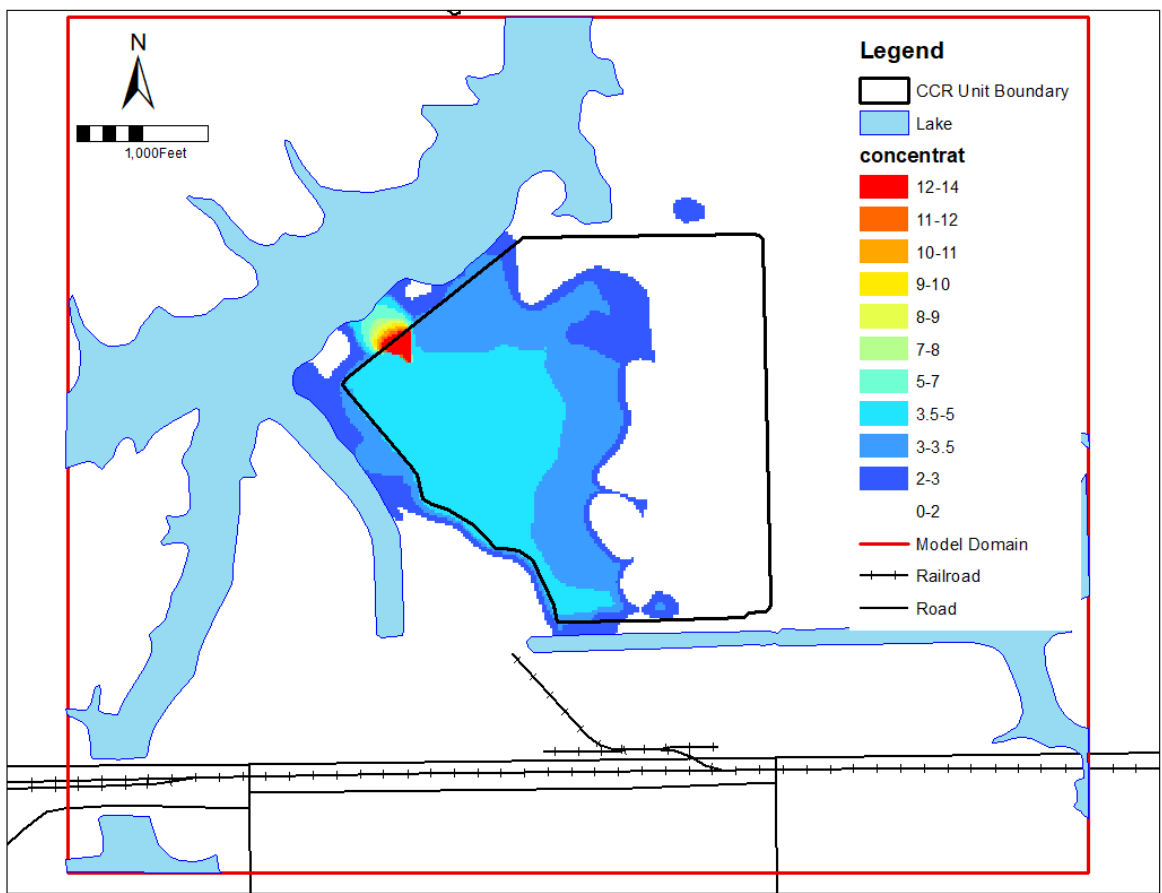 N
1,000Feet
Legend
CCR Unit Boundary
Lake
concentrat
12-14
11-12
10-11
9-10
8-9
7-8
5-7
3.5-5
3-3.5
2-3
0-2
Model Domain
Railroad
Road